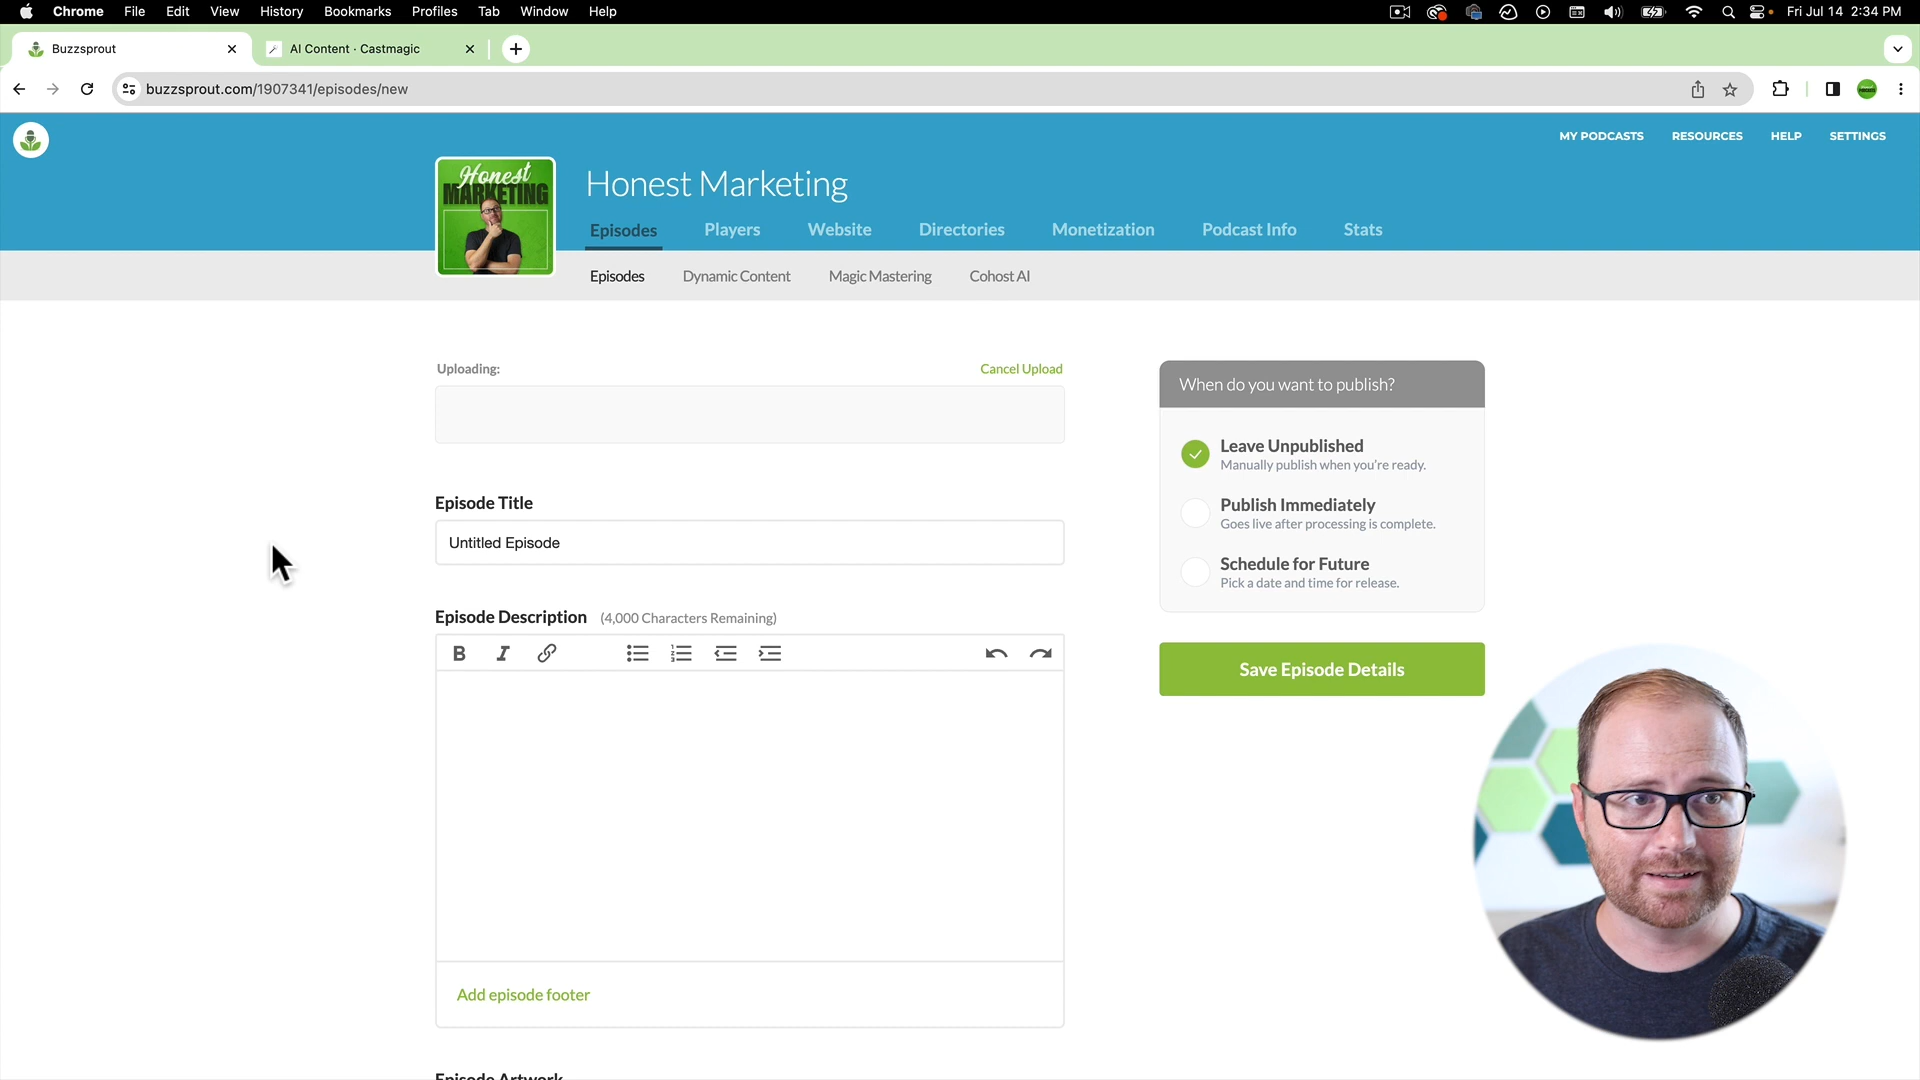 Chrome File Edit View History Bookmarks Profiles Tab Window Help Fri Jul 14 2:34 PM
Buzzsprout AI Content · Castmagic
buzzsprout.com/1907341/episodes/new
MY PODCASTS RESOURCES HELP SETTINGS
Honest
MARKETING
Honest Marketing
Episodes Players Website Directories Monetization Podcast Info Stats
Episodes Dynamic Content Magic Mastering Cohost AI
Uploading: Cancel Upload
Episode Title
Untitled Episode
Episode Description (4,000 Characters Remaining)
B I
Add episode footer
Episode Artwork
When do you want to publish?
Leave Unpublished
Manually publish when you're ready.
Publish Immediately
Goes live after processing is complete.
Schedule for Future
Pick a date and time for release.
Save Episode Details